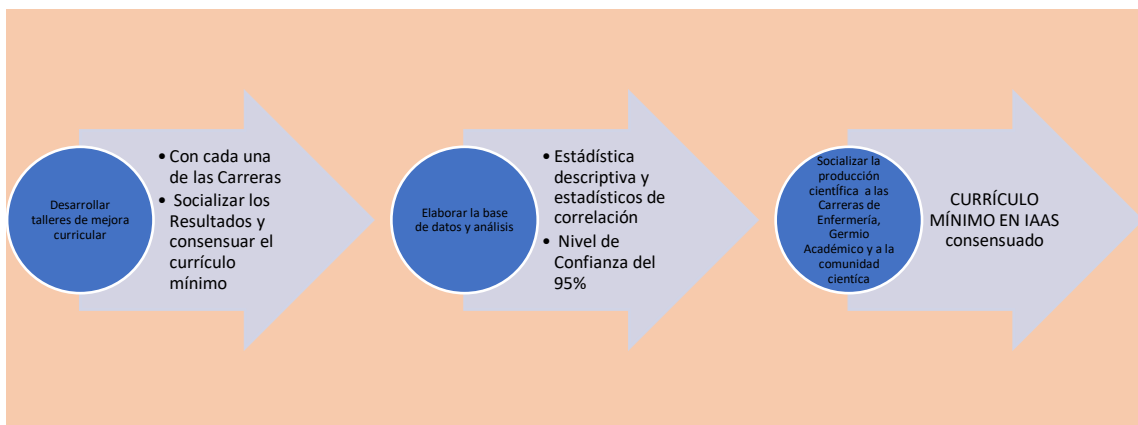 Desarrollar
talleres de mejora
curricular
• Con cada una
de las Carreras
• Socializar los
Resultados y
consensuar el
currículo
mínimo
Elaborar la base
de datos y análisis
• Estádística
descriptiva y
estadísticos de
correlación
• Nivel de
Confianza del
95%
Socializar la
producción
científica a las
Carreras de
Enfermería,
Germio
Académico y a la
comunidad
cientíca
CURRÍCULO
MÍNIMO EN IAAS
consensuado